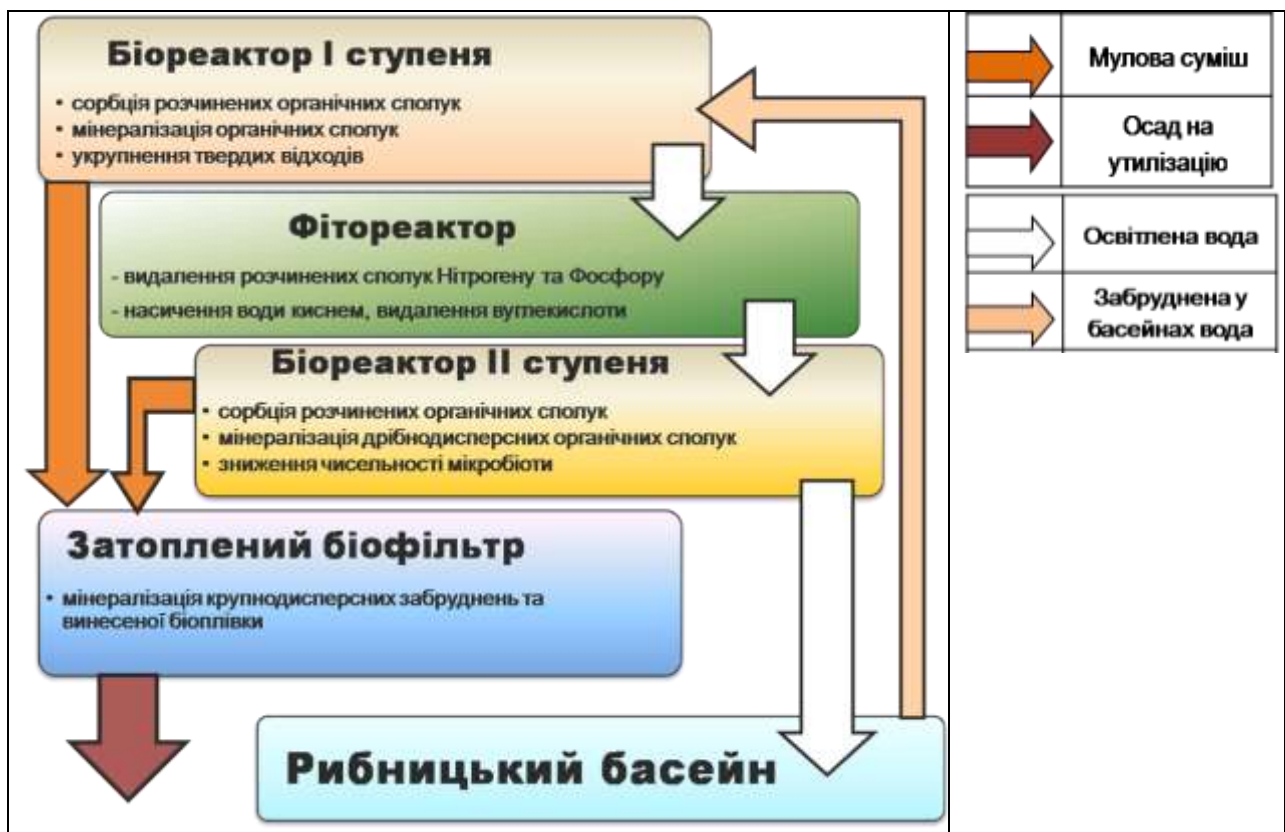 Біореактор І ступеня
• сорбція розчинених органічних сполук
• мінералізація органічних сполук
• укрупнення твердих відходів
Фітореактор
- видалення розчинених сполук Нітрогену та Фосфору
- насичення води киснем, видалення вуглекислоти
Біореактор ІІ ступеня
• сорбція розчинених органічних сполук
• мінералізація дрібнодисперсних органічних сполук
• зниження чисельності мікробіоти
Затоплений біофільтр
• мінералізація крупнодисперсних забруднень та
винесеної біоплівки
Рибницький басейн
Мулова суміш
Осад на
утилізацію
Освітлена вода
Забруднена у
басейнах вода